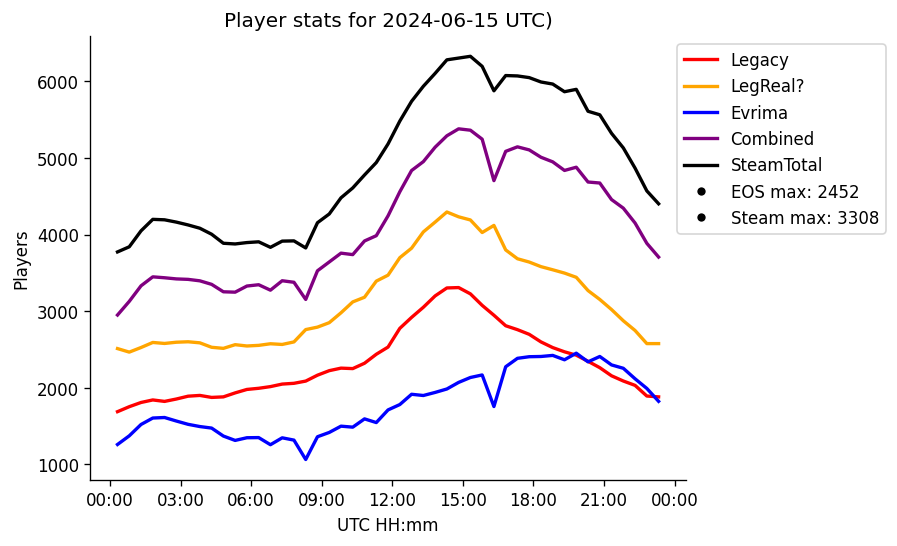 Player stats for 2024-06-15 UTC)
Legacy
LegReal?
Evrima
Combined
SteamTotal
EOS max: 2452
Steam max: 3308
Players
6000
5000
4000
3000
2000
1000
00:00 03:00 06:00 09:00 12:00 15:00 18:00 21:00 00:00
UTC HH:mm